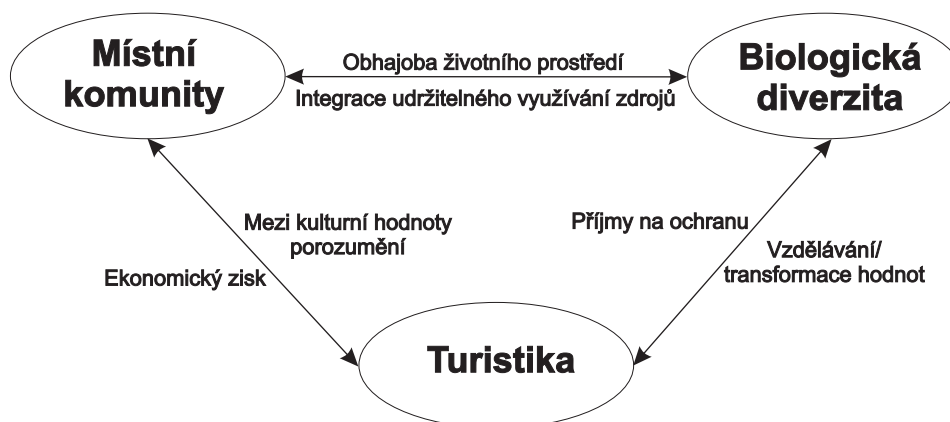 Místní
komunity
Obhajoba životního prostředí
Integrace udržitelného využívání zdrojů
Biologická
diverzita
Mezi kulturní hodnoty
porozumění
Ekonomický zisk
Příjmy na ochranu
Vzdělávání/
transformace hodnot
Turistika